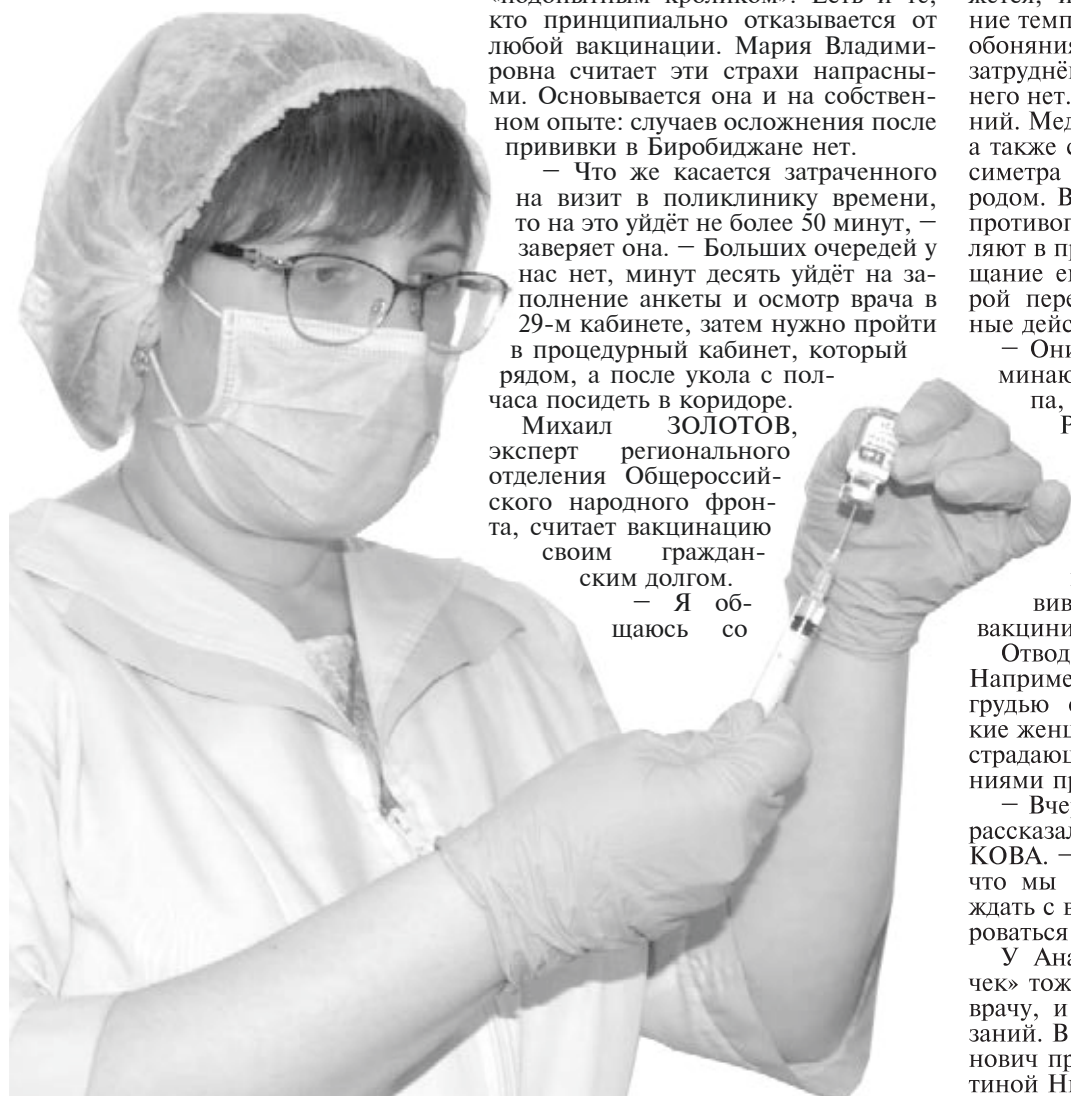 «подопытным кроликом». Есть и те,
кто принципиально отказывается от
любой вакцинации. Мария Владими-
ровна считает эти страхи напрасны-
ми. Основывается она и на собствен-
ном опыте: случаев осложнения после
прививки в Биробиджане нет.
– Что же касается затраченного
на визит в поликлинику времени,
то на это уйдёт не более 50 минут, –
заверяет она. – Больших очередей у
нас нет, минут десять уйдёт на за-
полнение анкеты и осмотр врача в
29-м кабинете, затем нужно пройти
в процедурный кабинет, который
рядом, а после укола с пол-
часа посидеть в коридоре.
Михаил ЗОЛОТОВ,
эксперт регионального
отделения Общероссий-
ского народного фрон-
та, считает вакцинацию
своим граждан-
ским долгом.
– Я об-
щаюсь со
ние темп
обоняния
затруднён
него нет.
ний. Мед
а также с
симетра
родом. В
противоп
ляют в пр
щание ег
рой пере
ные дейс
– Они
минаю
па,
Р
вив
вакцини
Отвод
Наприме
грудью с
кие женщ
страдающ
ниями пр
– Вчер
рассказал
КОВА. –
что мы
ждать с в
роваться
У Ана
чек» тож
врачу, и
заний. В
нович пр
тиной Ни